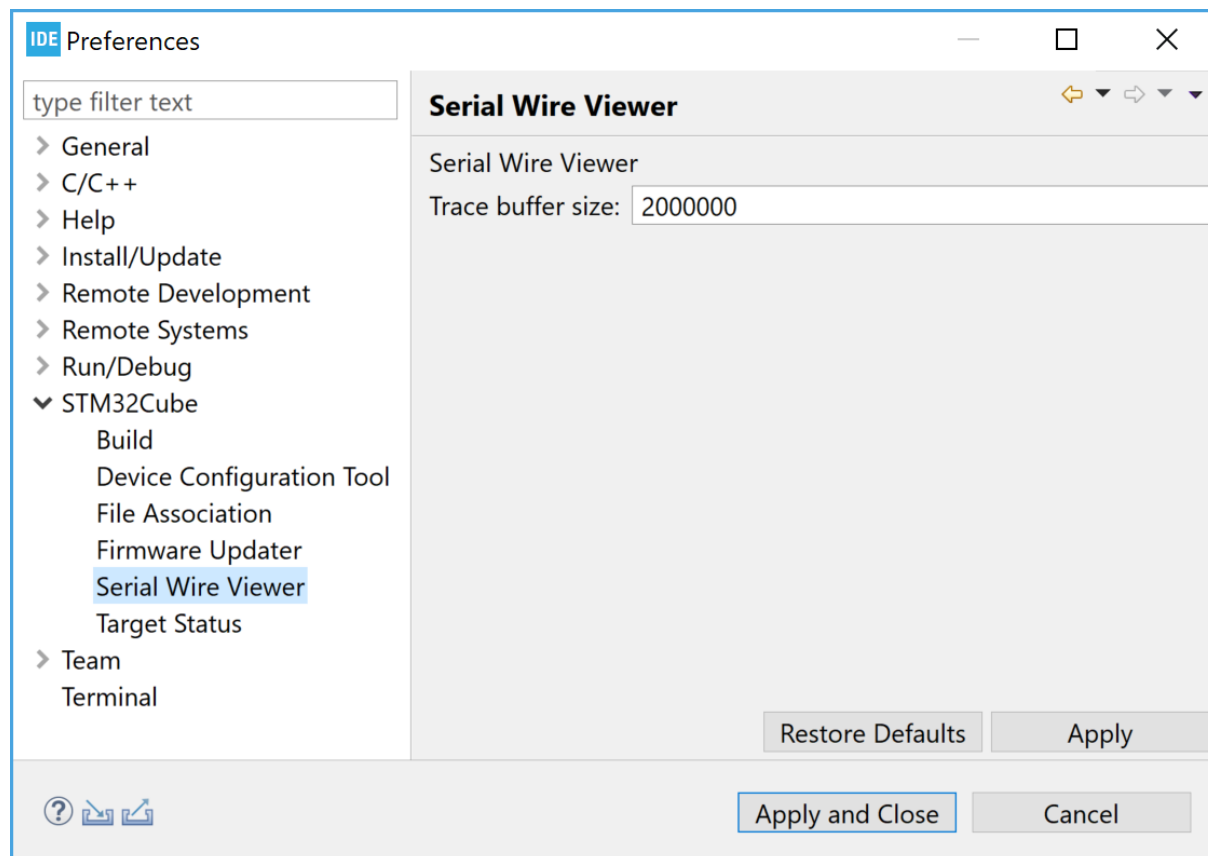 IDE Preferences
type filter text
General
C/C++
Help
Install/Update
Remote Development
Remote Systems
Run/Debug
STM32Cube
Build
Device Configuration Tool
File Association
Firmware Updater
Serial Wire Viewer
Target Status
Team
Terminal
Serial Wire Viewer
Serial Wire Viewer
Trace buffer size: 2000000
Restore Defaults Apply
? Apply and Close Cancel